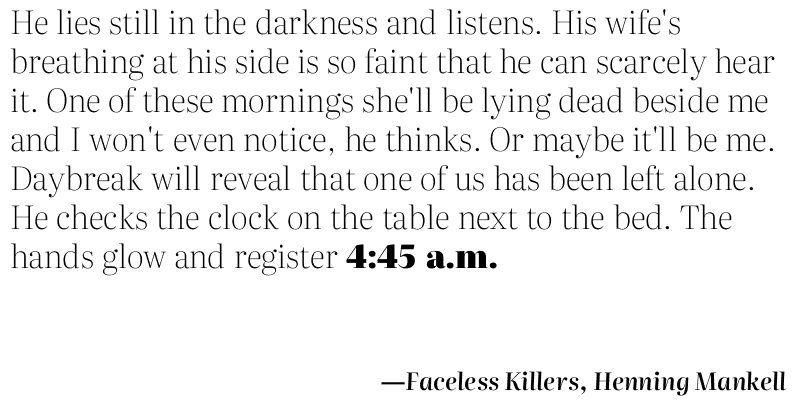 He lies still in the darkness and listens. His wife's
breathing at his side is so faint that he can scarcely hear
it. One of these mornings she'll be lying dead beside me
and I won't even notice, he thinks. Or maybe it'll be me.
Daybreak will reveal that one of us has been left alone.
He checks the clock on the table next to the bed. The
hands glow and register 4:45 a.m.
—Faceless Killers, Henning Mankell